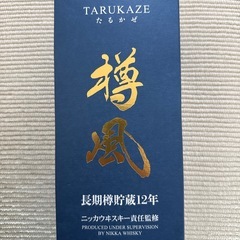 TARUKAZE
たるかぜ
樽
風
長期樽貯蔵12年
ニッカウヰスキー責任監修
PRODUCED UNDER SUPERVISION
BY NIKKA WHISKY